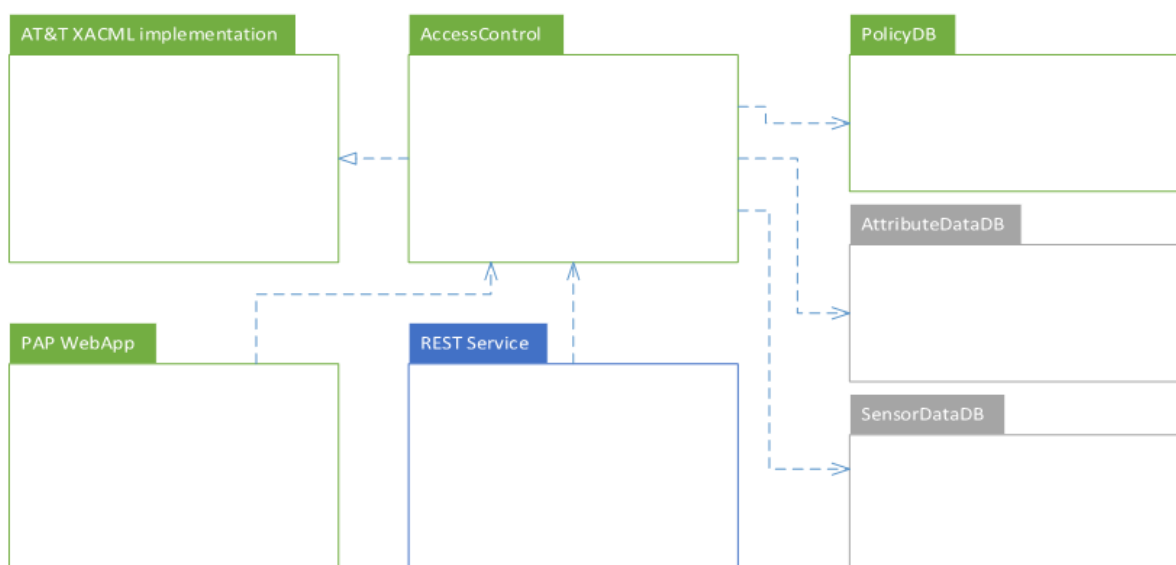 AT&T XACML implementation
AccessControl
PolicyDB
AttributeDataDB
PAP WebApp
REST Service
SensorDataDB